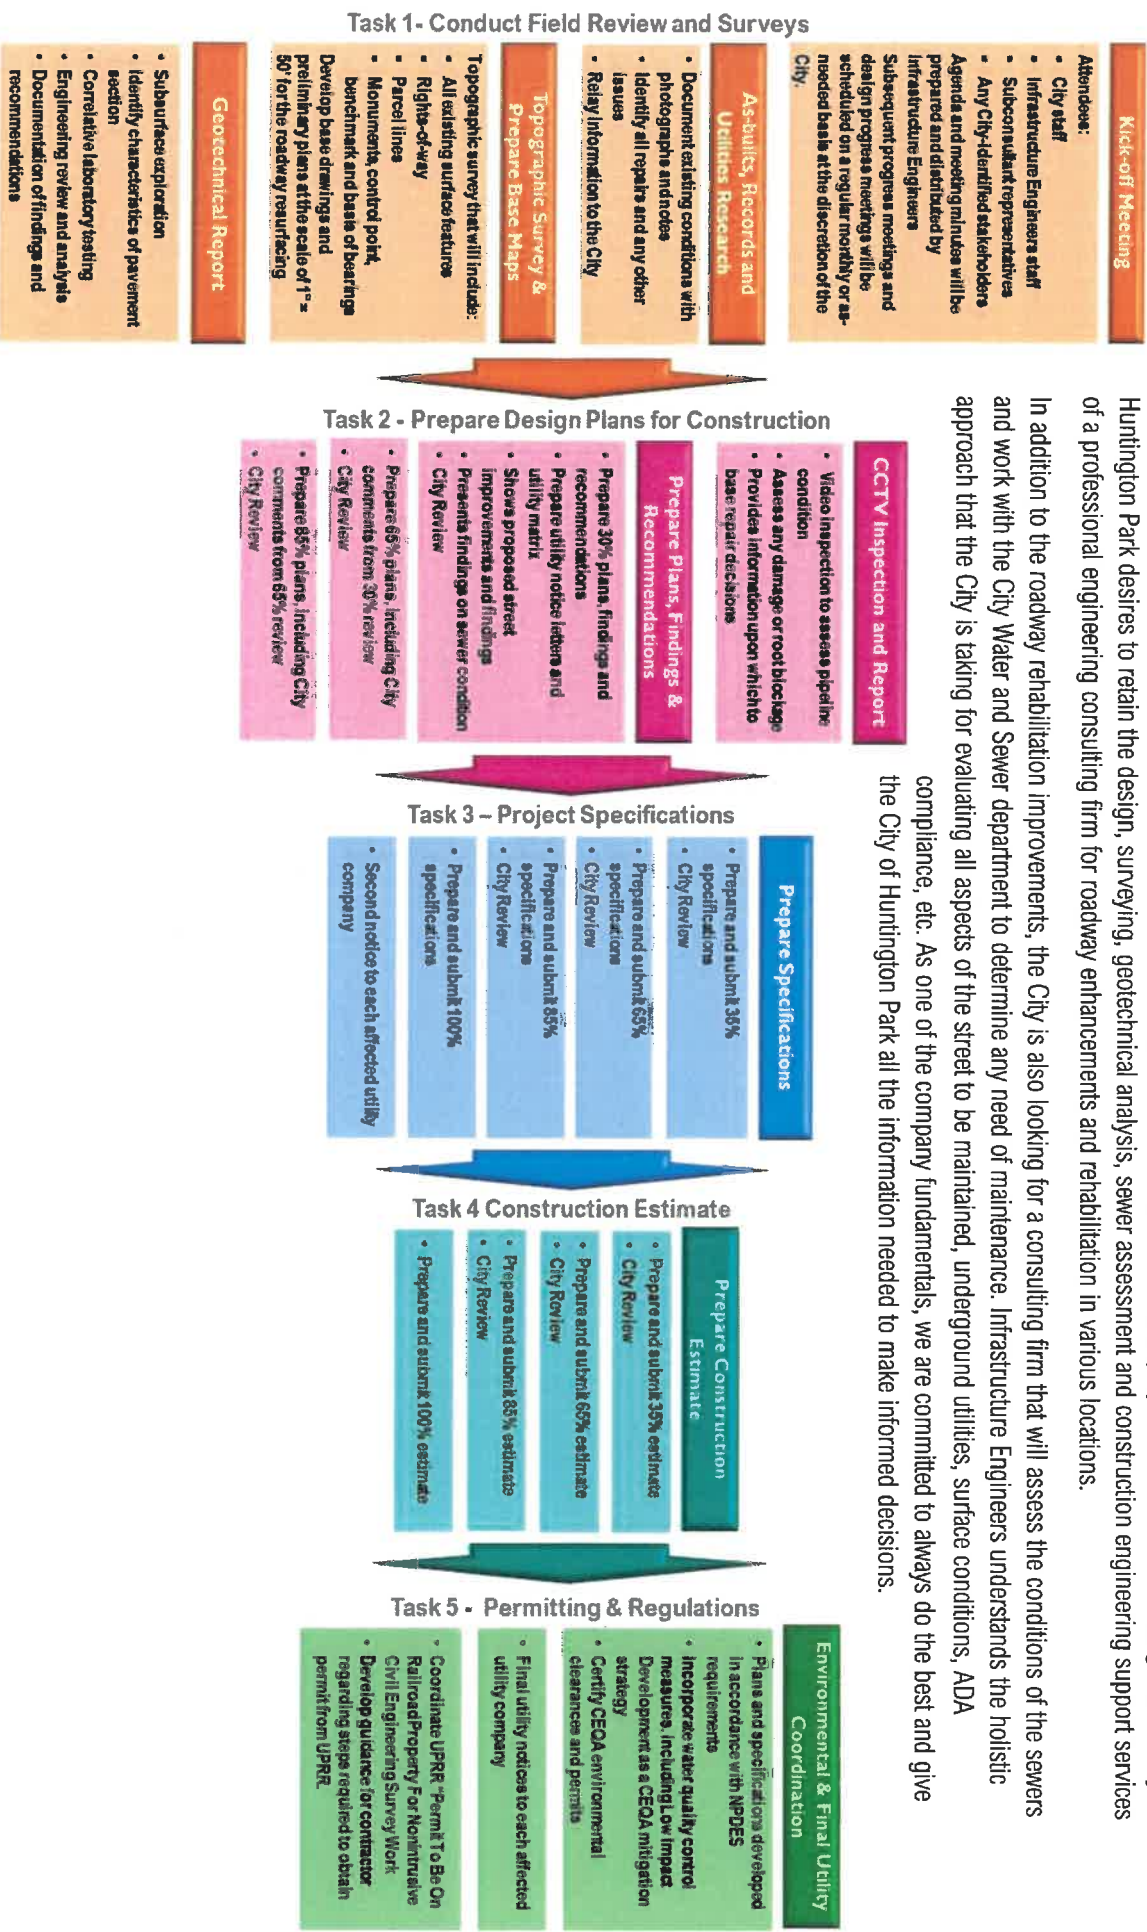 Huntington Park desires to retain the design, surveying, geotechnical analysis, sewer assessment and construction engineering support services
of a professional engineering consulting firm for roadway enhancements and rehabilitation in various locations.
In addition to the roadway rehabilitation improvements, the City is also looking for a consulting firm that will assess the conditions of the sewers
and work with the City Water and Sewer department to determine any need of maintenance. Infrastructure Engineers understands the holistic
approach that the City is taking for evaluating all aspects of the street to be maintained, underground utilities, surface conditions, ADA
compliance, etc. As one of the company fundamentals, we are committed to always do the best and give
the City of Huntington Park all the information needed to make informed decisions.
Task 1- Conduct Field Review and Surveys
Kick-off Meeting
Attendees:
• City staff
• Infrastructure Engineers staff
• Subconsultant representatives
• Any City-identified stakeholders
Agenda and meeting minutes will be
prepared and distributed by
Infrastructure Engineers
Subsequent progress meetings and
design progress meetings will be
scheduled on a regular monthly or as-
needed basis at the discretion of the
City.
As-builts, Records and
Utilities Research
• Document existing conditions with
photographs and notes
• Identify all repairs and any other
issues
• Relay information to the City
Topographic Survey &
Prepare Base Maps
Topographic survey that will include:
• All existing surface features
• Rights-of-way
• Parcel lines
• Monuments, control point,
benchmark and basis of bearings
Develop base drawings and
preliminary plans at the scale of 1" =
50' for the roadway resurfacing
Geotechnical Report
• Subsurface exploration
• Identify characteristics of pavement
section
• Correlative laboratory testing
• Engineering review and analysis
• Documentation of findings and
recommendations
Task 2 - Prepare Design Plans for Construction
CCTV Inspection and Report
• Video inspection to assess pipeline
condition
• Assess any damage or root blockage
• Provides information upon which to
base repair decisions
Prepare Plans, Findings &
Recommendations
• Prepare 30% plans, findings and
recommendations
• Prepare utility notice letters and
utility matrix
• Shows proposed street
improvements and findings
• Presents findings on sewer condition
• City Review
• Prepare 65% plans, including City
comments from 30% review
• City Review
• Prepare 85% plans, including City
comments from 65% review
• City Review
Task 3 – Project Specifications
Prepare Specifications
• Prepare and submit 35%
specifications
• City Review
• Prepare and submit 65%
specifications
• City Review
• Prepare and submit 85%
specifications
• City Review
• Prepare and submit 100%
specifications
• Second notice to each affected utility
company
Task 4 Construction Estimate
Prepare Construction
Estimate
• Prepare and submit 35% estimate
• City Review
• Prepare and submit 65% estimate
• City Review
• Prepare and submit 85% estimate
• City Review
• Prepare and submit 100% estimate
Task 5 - Permitting & Regulations
Environmental & Final Utility
Coordination
• Plans and specifications developed
in accordance with NPDES
requirements
• Incorporate water quality control
measures, including Low Impact
Development as a CEQA mitigation
strategy
• Certify CEQA environmental
clearances and permits
• Final utility notices to each affected
utility company
• Coordinate UPRR "Permit To Be On
Railroad Property For Nonintrusive
Civil Engineering Survey Work
• Develop guidance for contractor
regarding steps required to obtain
permit from UPRR